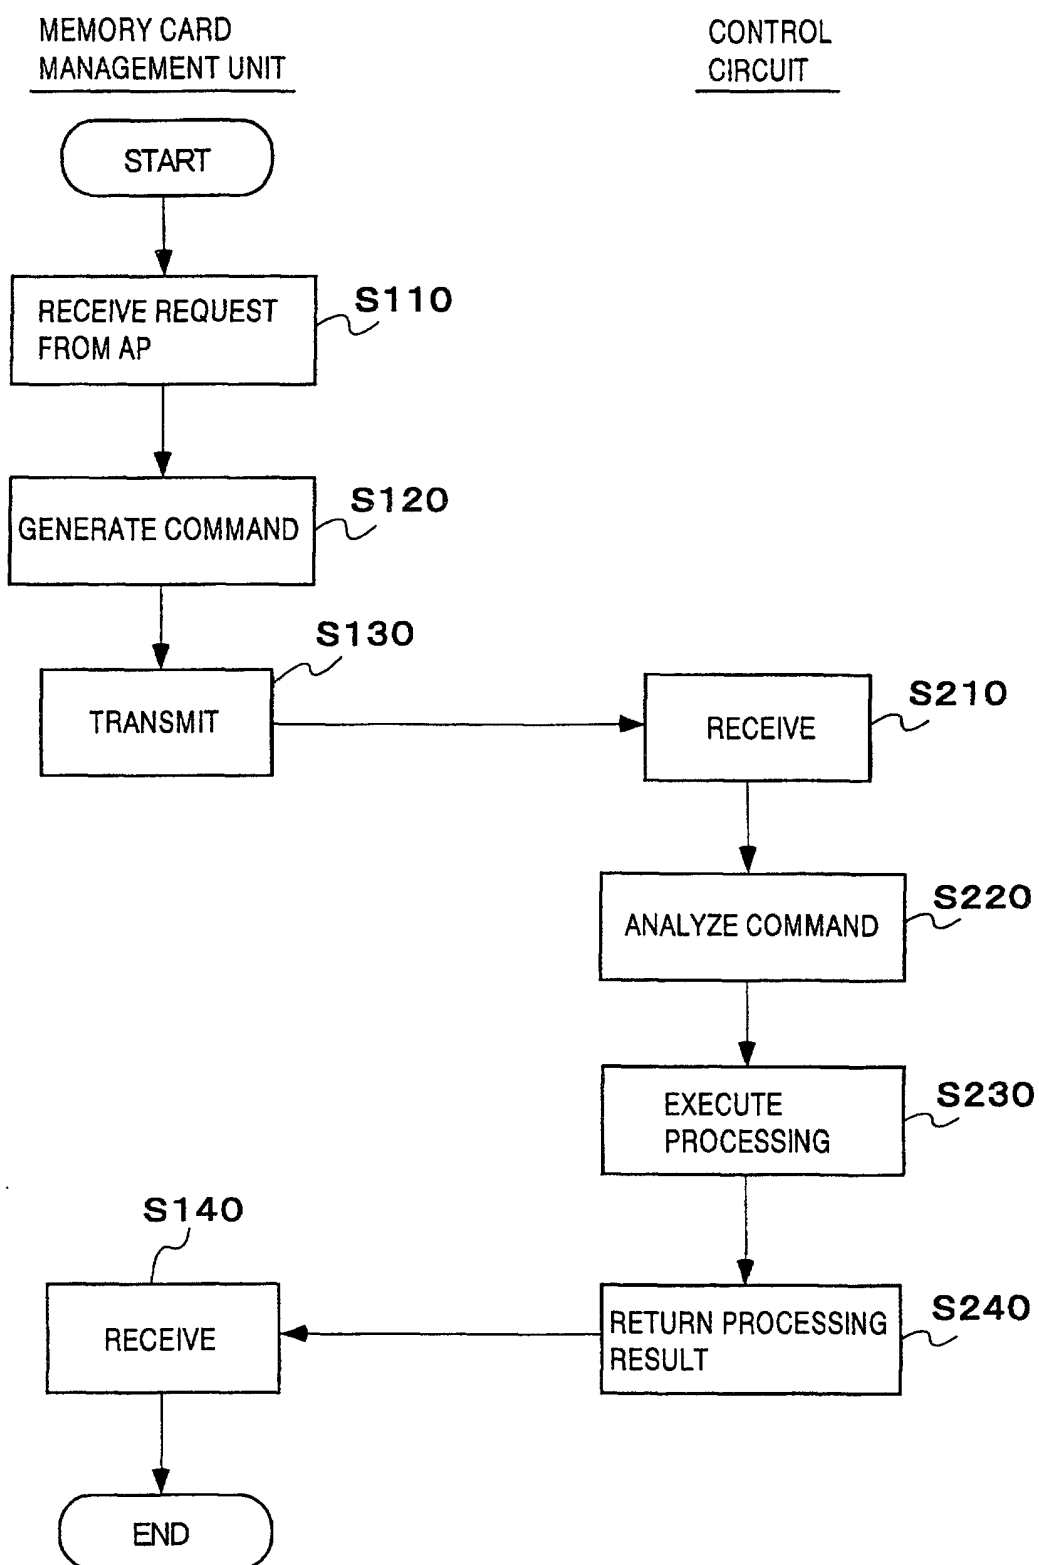 MEMORY CARD
MANAGEMENT UNIT
CONTROL
CIRCUIT
START
RECEIVE REQUEST
FROM AP
S110
GENERATE COMMAND
S120
TRANSMIT
S130
RECEIVE
S210
ANALYZE COMMAND
S220
EXECUTE
PROCESSING
S230
RETURN PROCESSING
RESULT
S240
S140
RECEIVE
END